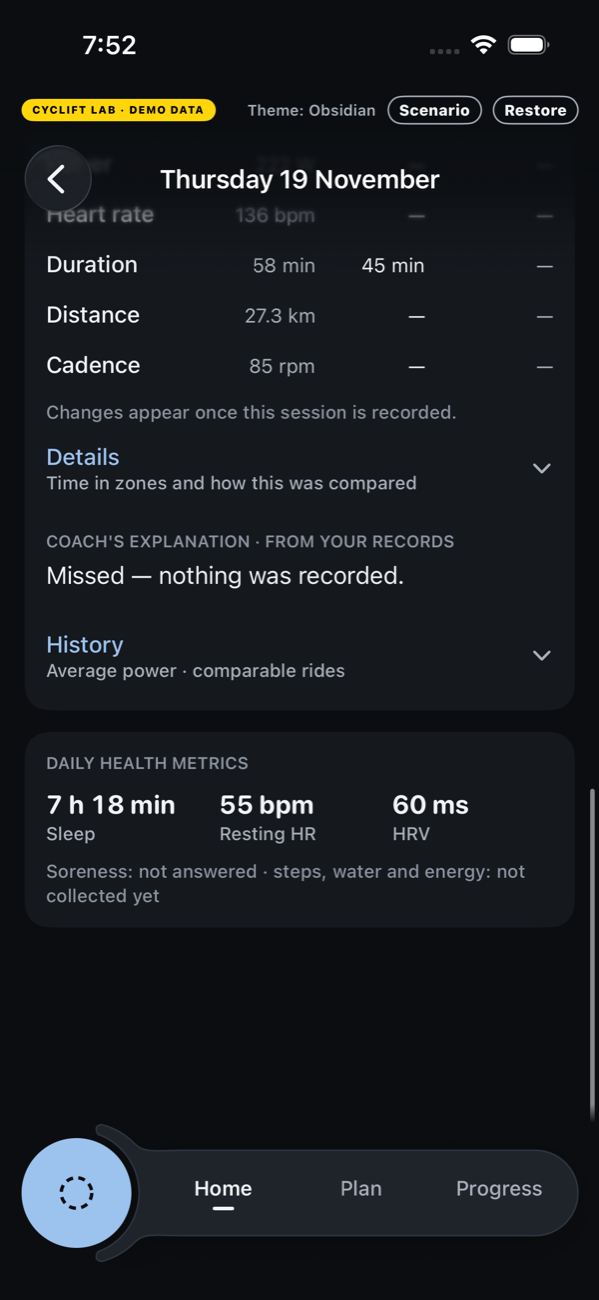 7:52
CYCLIFT LAB · DEMO DATA Theme: Obsidian Scenario Restore
Thursday 19 November
Heart rate 136 bpm — —
Duration 58 min 45 min —
Distance 27.3 km — —
Cadence 85 rpm — —
Changes appear once this session is recorded.
Details
Time in zones and how this was compared
COACH'S EXPLANATION · FROM YOUR RECORDS
Missed — nothing was recorded.
History
Average power · comparable rides
DAILY HEALTH METRICS
7 h 18 min 55 bpm 60 ms
Sleep Resting HR HRV
Soreness: not answered · steps, water and energy: not
collected yet
Home Plan Progress